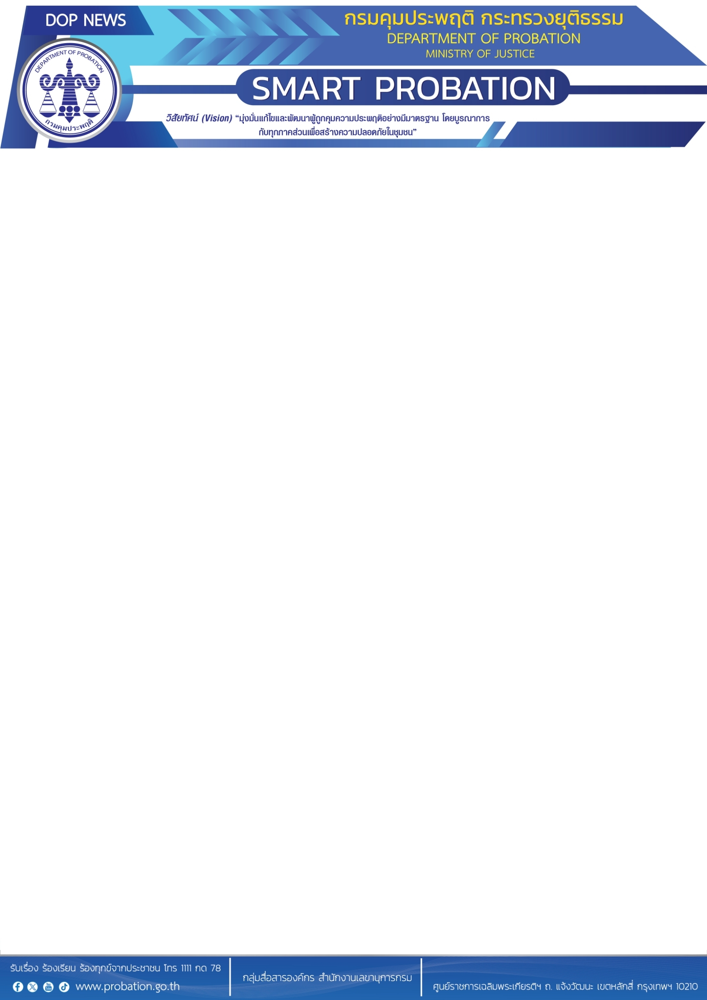 DOP NEWS
กรมคุมประพฤติ กระทรวงยุติธรรม
DEPARTMENT OF PROBATION
MINISTRY OF JUSTICE
DEPARTMENT OF PROBATION
กรมคุมประพฤติ
SMART PROBATION
วิสัยทัศน์ (Vision) “มุ่งมั่นแก้ไขและพัฒนาผู้ถูกคุมความประพฤติอย่างมีมาตรฐาน โดยบูรณาการ
กับทุกภาคส่วนเพื่อสร้างความปลอดภัยในชุมชน”
รับเรื่อง ร้องเรียน ร้องทุกข์จากประชาชน โทร 1111 กด 78
www.probation.go.th
กลุ่มสื่อสารองค์กร สำนักงานเลขานุการกรม
ศูนย์ราชการเฉลิมพระเกียรติฯ ถ. แจ้งวัฒนะ เขตหลักสี่ กรุงเทพฯ 10210